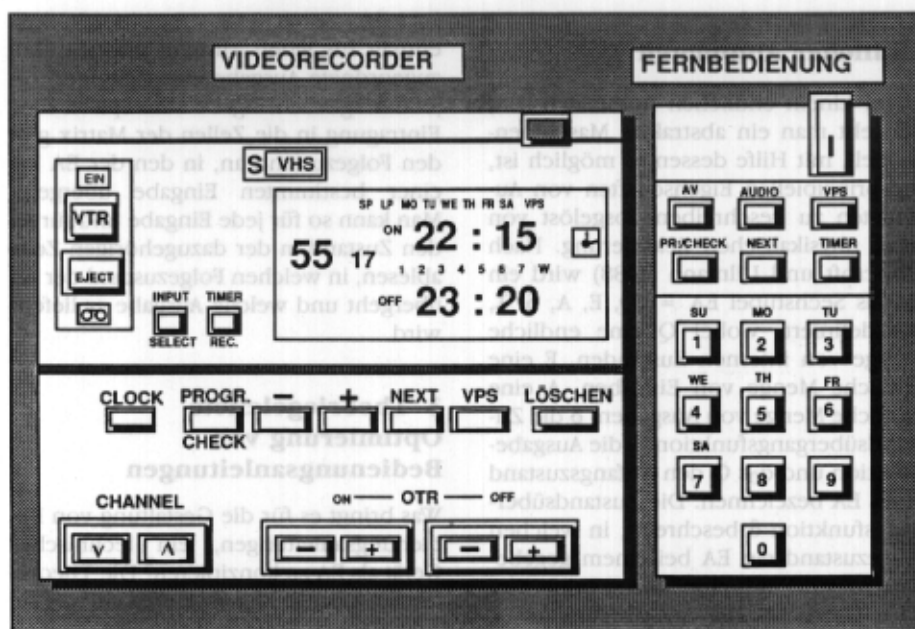 VIDEORECORDER
FERNBEDIENUNG
S VHS
EIN
VTR
EJECT
INPUT TIMER
SELECT REC.
SP LP MO TU WE TH FR SA VPS
ON 22 : 15
55 17
1 2 3 4 5 6 7 W
OFF 23 : 20
CLOCK PROGR. − + NEXT VPS LÖSCHEN
CHECK
CHANNEL
V Λ
ON OTR OFF
− + − +
AV AUDIO VPS
PR:/CHECK NEXT TIMER
SU MO TU
1 2 3
WE TH FR
4 5 6
SA
7 8 9
0